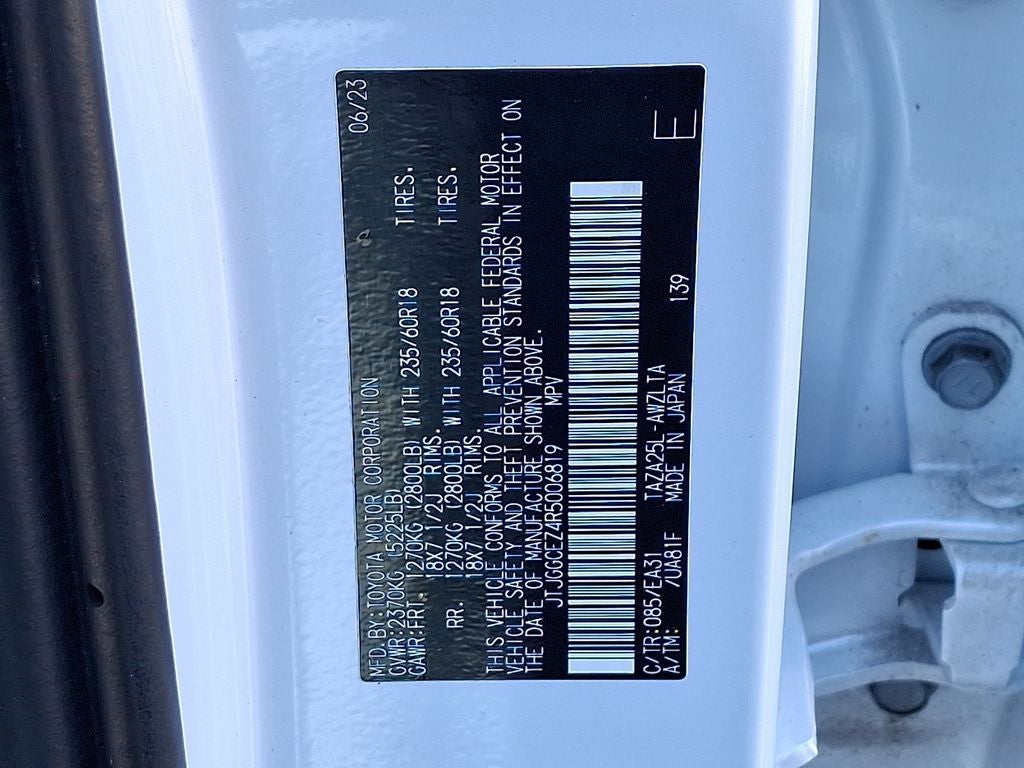 MFD.BY:TOYOTA MOTOR CORPORATION 06/23
GVWR:2370KG (5225LB)
GAWR:FRT. 1270KG (2800LB) WITH 235/60R18 TIRES.
18X7 1/2J RIMS.
RR. 1270KG (2800LB) WITH 235/60R18 TIRES.
18X7 1/2J RIMS.
THIS VEHICLE CONFORMS TO ALL APPLICABLE FEDERAL MOTOR
VEHICLE SAFETY AND THEFT PREVENTION STANDARDS IN EFFECT ON
THE DATE OF MANUFACTURE SHOWN ABOVE.
JTJGGCEZ4R5006819 MPV
C/TR:085/EA31 TAZA25L-AWZLTA
A/TM: /UA81F MADE IN JAPAN 139 E